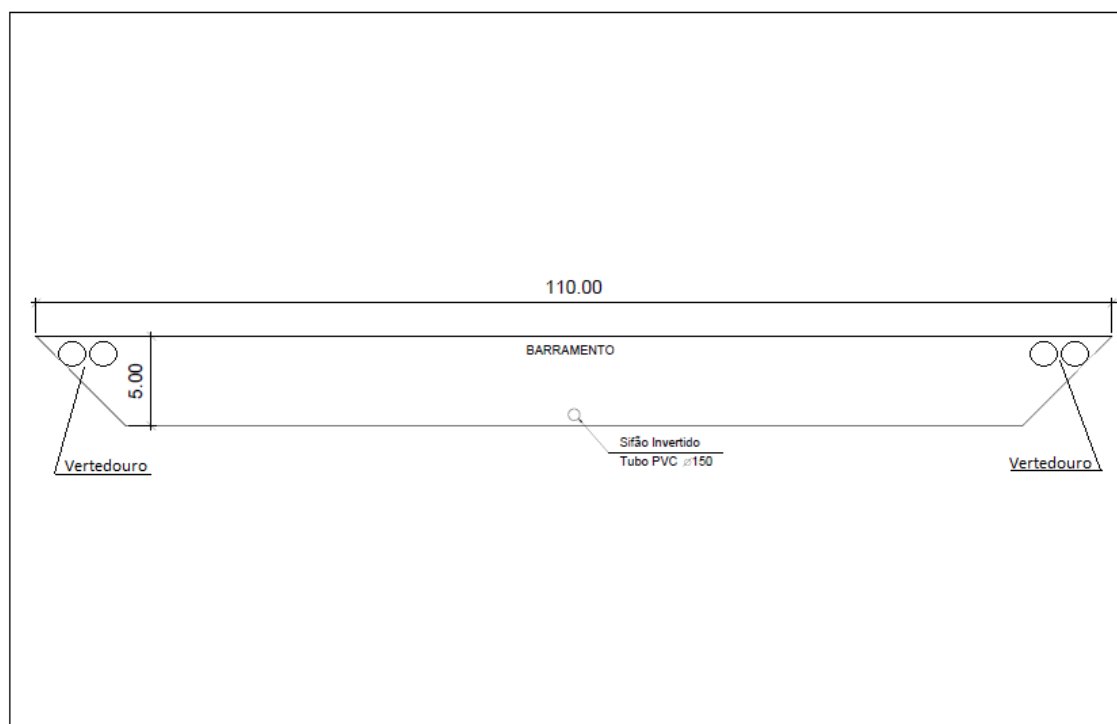 110.00
BARRAMENTO
5.00
Sifão Invertido
Tubo PVC ⌀150
Vertedouro
Vertedouro